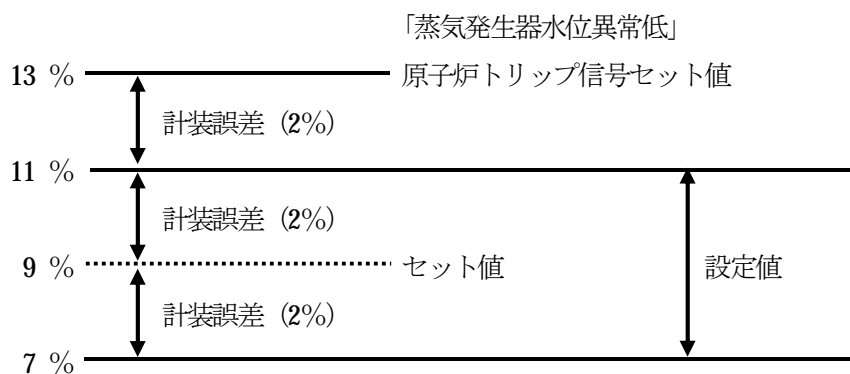 「蒸気発生器水位異常低」
13 % 原子炉トリップ信号セット値
計装誤差 (2%)
11 %
計装誤差 (2%)
9 % セット値 設定値
計装誤差 (2%)
7 %